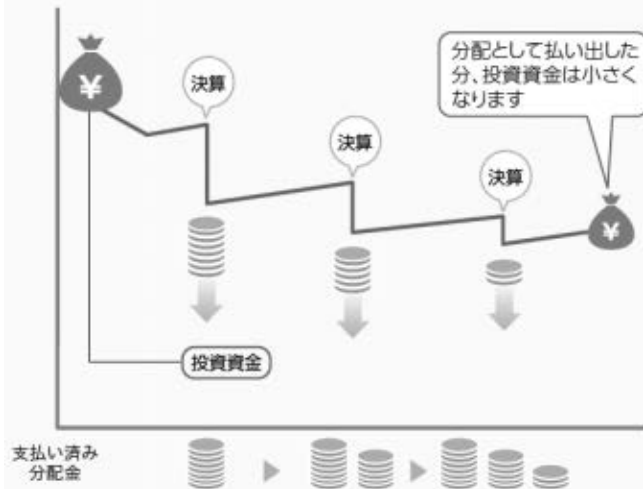 ¥
決算
決算
決算
分配として払い出した
分、投資資金は小さく
なります
¥
投資資金
支払い済み
分配金